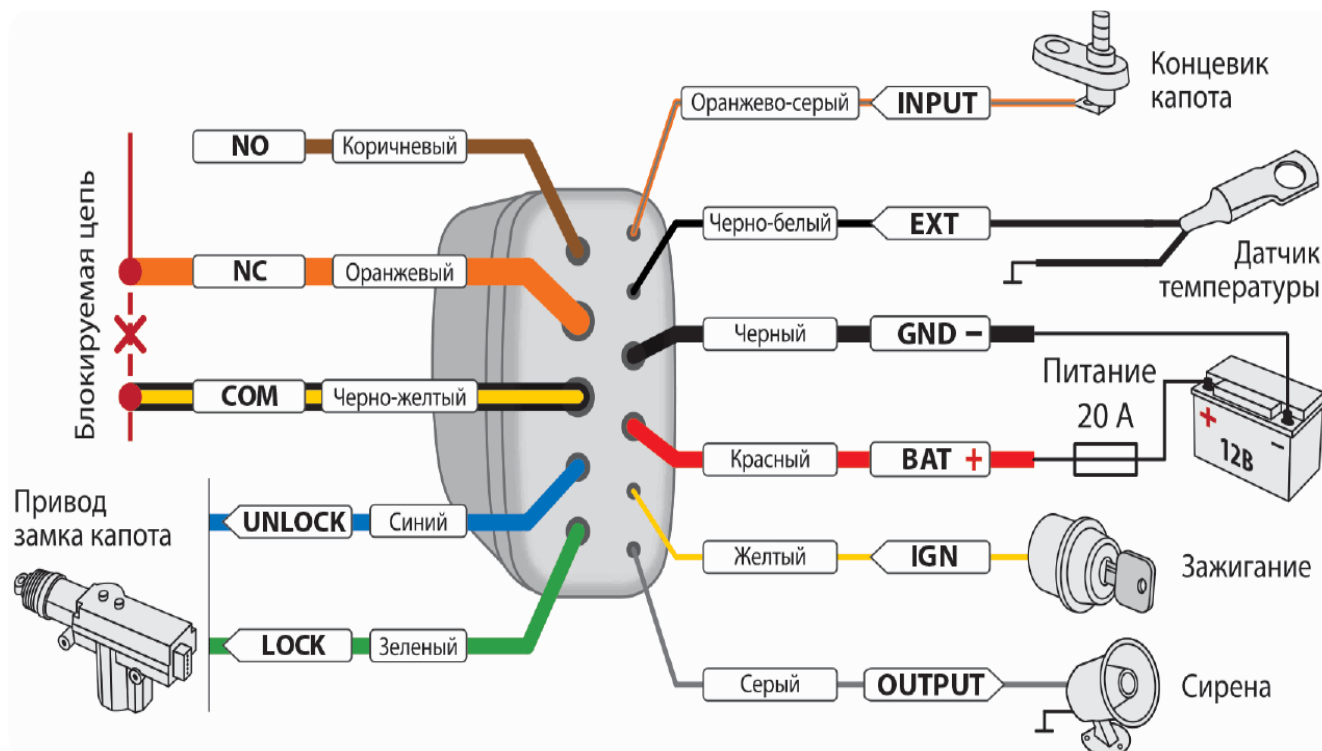 NO
Коричневый
Блокируемая цепь
NC
Оранжевый
COM
Черно-желтый
Привод
замка капота
UNLOCK
Синий
LOCK
Зеленый
Оранжево-серый
INPUT
Концевик
капота
Черно-белый
EXT
Датчик
температуры
Черный
GND −
Питание
20 А
Красный
BAT +
+
−
12В
Желтый
IGN
Зажигание
Серый
OUTPUT
Сирена